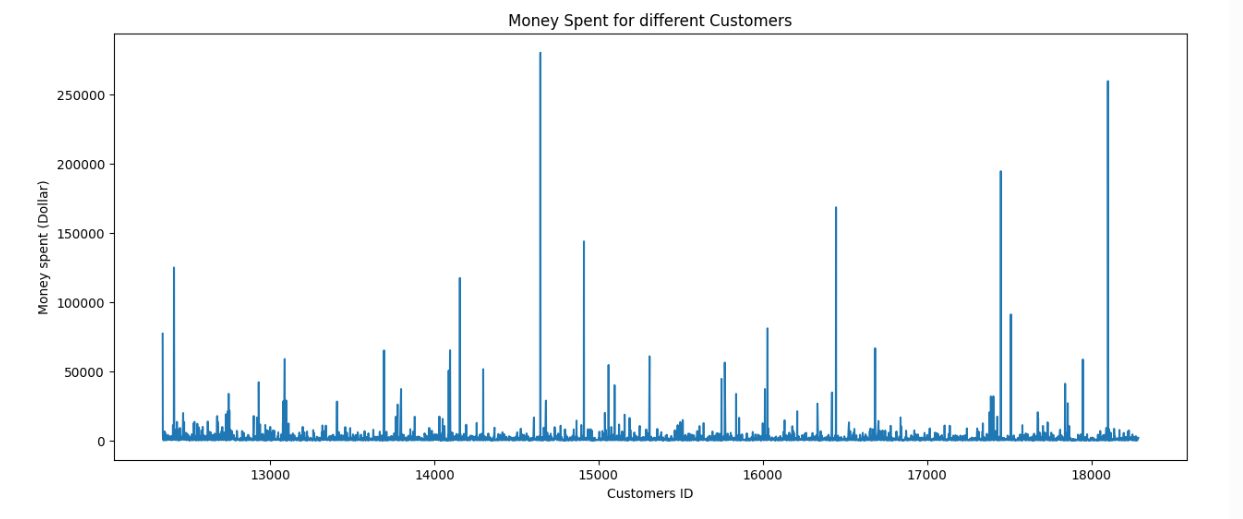 Money Spent for different Customers
Money spent (Dollar)
250000
200000
150000
100000
50000
0
13000 14000 15000 16000 17000 18000
Customers ID